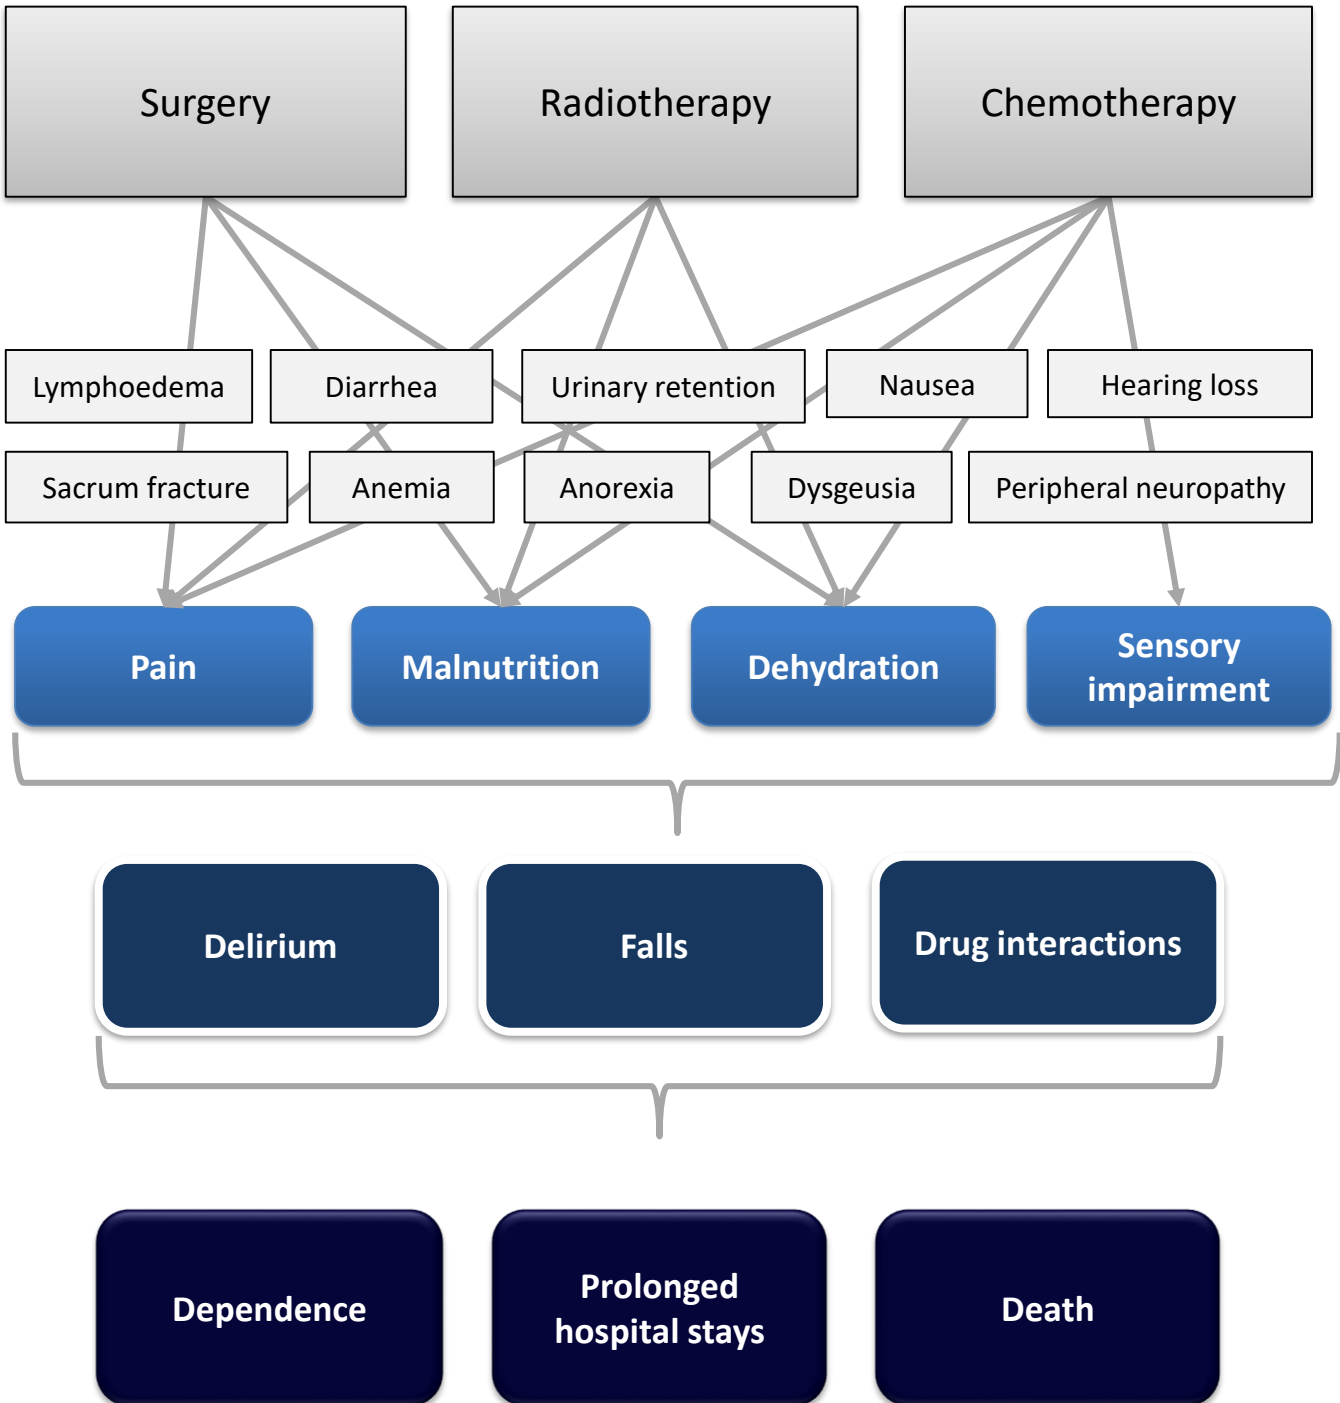 Surgery
Radiotherapy
Chemotherapy
Lymphoedema
Diarrhea
Urinary retention
Nausea
Hearing loss
Sacrum fracture
Anemia
Anorexia
Dysgeusia
Peripheral neuropathy
Pain
Malnutrition
Dehydration
Sensory
impairment
Delirium
Falls
Drug interactions
Dependence
Prolonged
hospital stays
Death